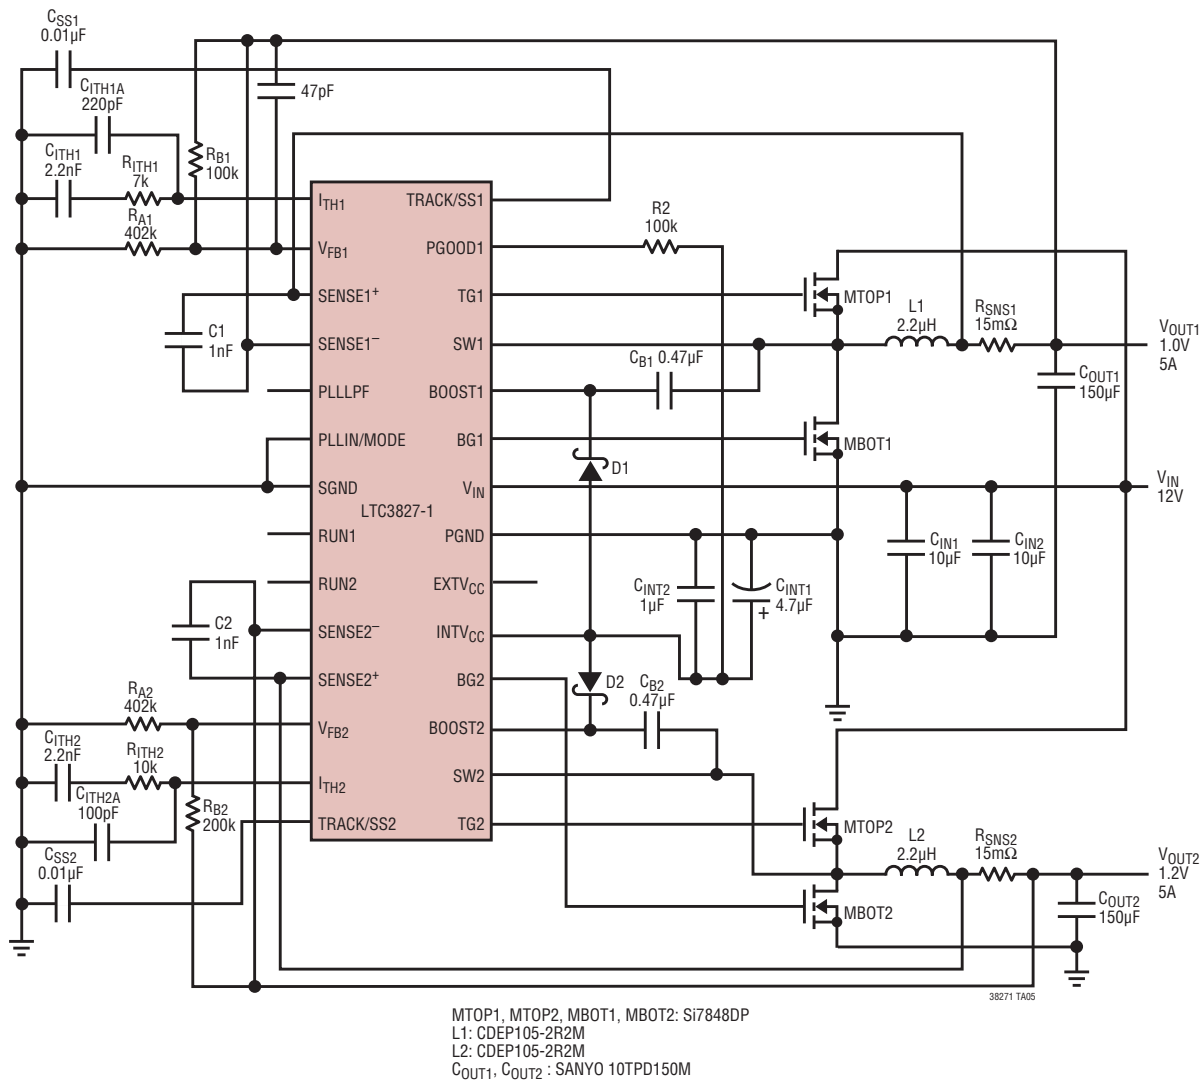 CSS1
0.01µF
CITH1A
220pF
47pF
CITH1
2.2nF
RITH1
7k
RB1
100k
RA1
402k
C1
1nF
ITH1
VFB1
SENSE1+
SENSE1–
PLLLPF
PLLIN/MODE
SGND
LTC3827-1
RUN1
RUN2
SENSE2–
SENSE2+
VFB2
ITH2
TRACK/SS2
TRACK/SS1
PGOOD1
TG1
SW1
BOOST1
BG1
VIN
PGND
EXTVCC
INTVCC
BG2
BOOST2
SW2
TG2
R2
100k
MTOP1
L1
2.2µH
RSNS1
15mΩ
VOUT1
1.0V
5A
CB1 0.47µF
COUT1
150µF
MBOT1
D1
VIN
12V
CIN1
10µF
CIN2
10µF
CINT2
1µF
CINT1
4.7µF
+
C2
1nF
D2
CB2
0.47µF
RA2
402k
CITH2
2.2nF
RITH2
10k
CITH2A
100pF
RB2
200k
CSS2
0.01µF
MTOP2
L2
2.2µH
RSNS2
15mΩ
VOUT2
1.2V
5A
MBOT2
COUT2
150µF
38271 TA05
MTOP1, MTOP2, MBOT1, MBOT2: Si7848DP
L1: CDEP105-2R2M
L2: CDEP105-2R2M
COUT1, COUT2 : SANYO 10TPD150M